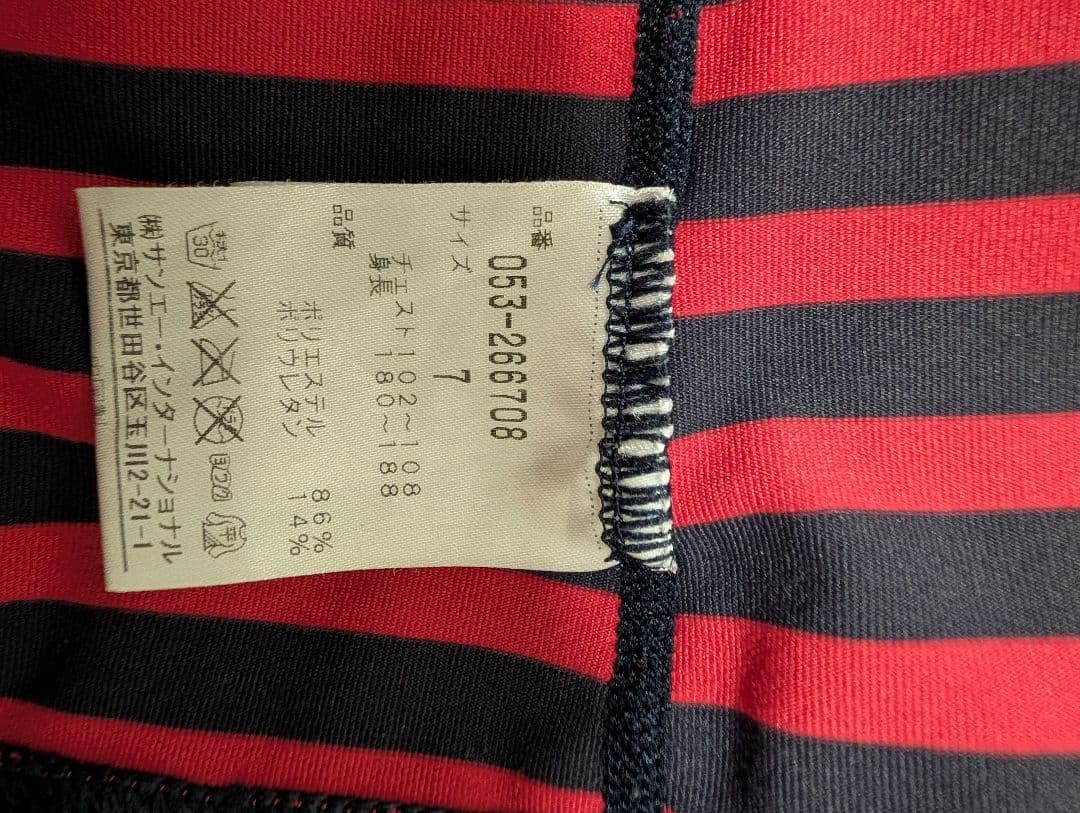 品番 053-266708
サイズ 7
チェスト 102～108
身長 180～188
品質
ポリエステル 86%
ポリウレタン 14%
30
平
㈱サンエー・インターナショナル
東京都世田谷区玉川2-21-1